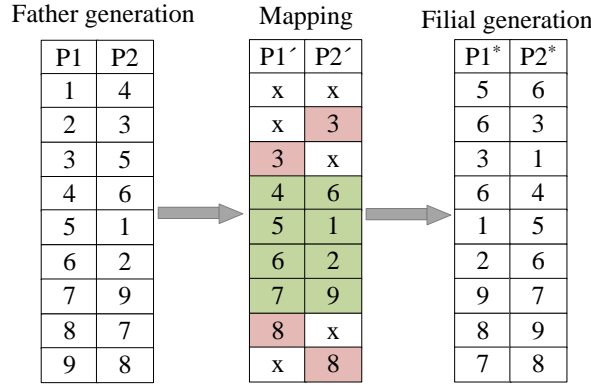 Father generation Mapping Filial generation
P1 P2 P1´ P2´ P1* P2*
1 4 x x 5 6
2 3 x 3 6 3
3 5 3 x 3 1
4 6 4 6 6 4
5 1 5 1 1 5
6 2 6 2 2 6
7 9 7 9 9 7
8 7 8 x 8 9
9 8 x 8 7 8